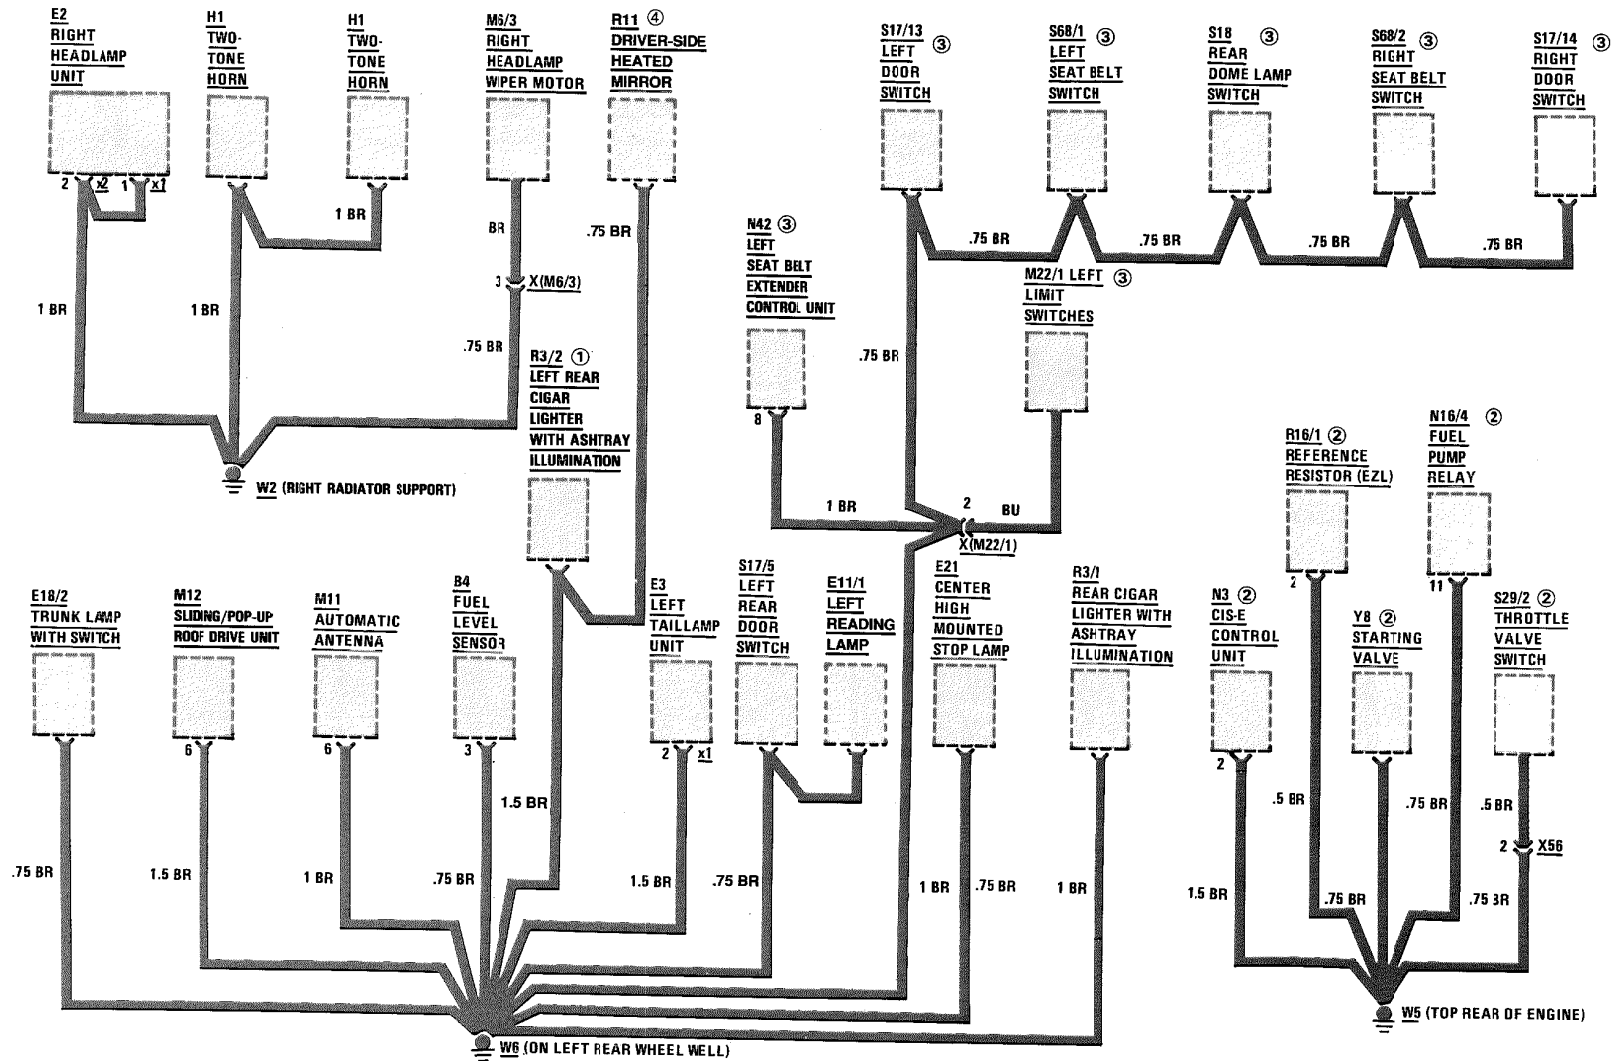 E2
RIGHT
HEADLAMP
UNIT
2 x2 1 x1
H1
TWO-
TONE
HORN
H1
TWO-
TONE
HORN
M6/3
RIGHT
HEADLAMP
WIPER MOTOR
R11 ④
DRIVER-SIDE
HEATED
MIRROR
1 BR
BR
.75 BR
3 X(M6/3)
1 BR
1 BR
.75 BR
W2 (RIGHT RADIATOR SUPPORT)
R3/2 ①
LEFT REAR
CIGAR
LIGHTER
WITH ASHTRAY
ILLUMINATION
S17/13 ③
LEFT
DOOR
SWITCH
S68/1 ③
LEFT
SEAT BELT
SWITCH
S18 ③
REAR
DOME LAMP
SWITCH
S68/2 ③
RIGHT
SEAT BELT
SWITCH
S17/14 ③
RIGHT
DOOR
SWITCH
.75 BR
.75 BR
.75 BR
.75 BR
N42 ③
LEFT
SEAT BELT
EXTENDER
CONTROL UNIT
8
M22/1 LEFT ③
LIMIT
SWITCHES
.75 BR
1 BR
2
BU
X(M22/1)
E18/2
TRUNK LAMP
WITH SWITCH
M12
SLIDING/POP-UP
ROOF DRIVE UNIT
6
M11
AUTOMATIC
ANTENNA
6
B4
FUEL
LEVEL
SENSOR
3
E3
LEFT
TAILLAMP
UNIT
2 x1
S17/5
LEFT
REAR
DOOR
SWITCH
E11/1
LEFT
READING
LAMP
E21
CENTER
HIGH
MOUNTED
STOP LAMP
R3/1
REAR CIGAR
LIGHTER WITH
ASHTRAY
ILLUMINATION
.75 BR
1.5 BR
1 BR
.75 BR
1.5 BR
1.5 BR
.75 BR
1 BR
.75 BR
1 BR
W6 (ON LEFT REAR WHEEL WELL)
N3 ②
CIS-E
CONTROL
UNIT
2
R16/1 ②
REFERENCE
RESISTOR (EZL)
2
Y8 ②
STARTING
VALVE
N16/4 ②
FUEL
PUMP
RELAY
11
S29/2 ②
THROTTLE
VALVE
SWITCH
.5 BR
.75 BR
.5 BR
2 X56
1.5 BR
.75 BR
.75 BR
W5 (TOP REAR OF ENGINE)